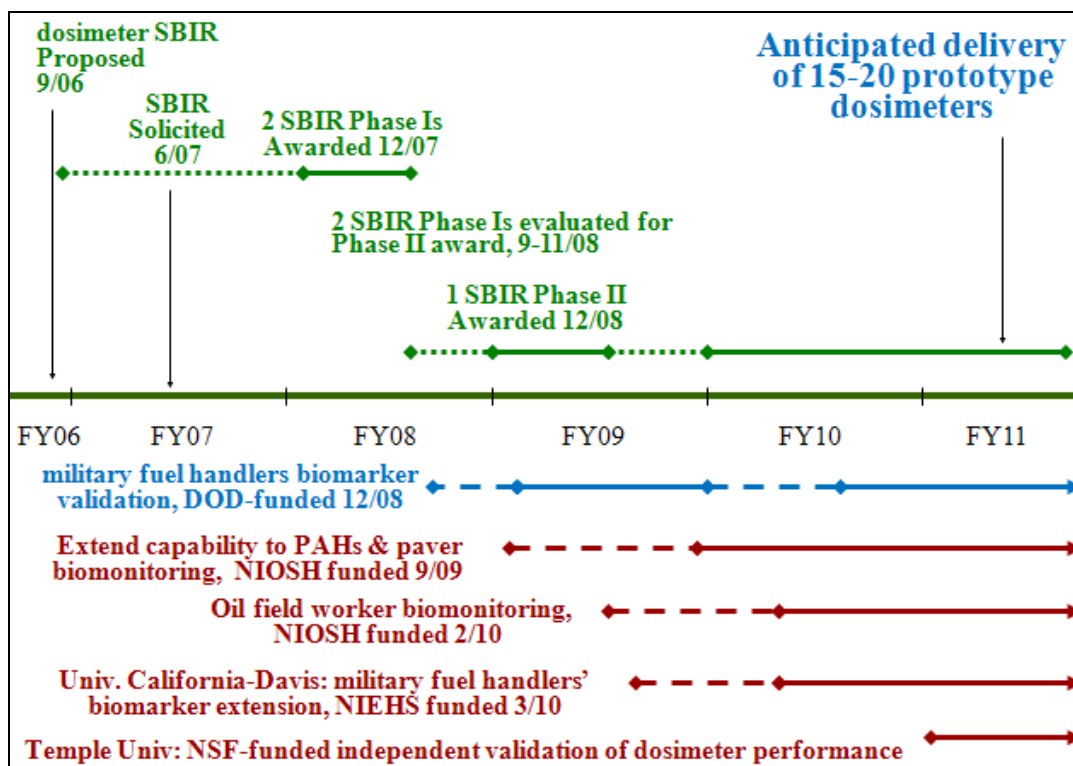 dosimeter SBIR
Proposed
9/06
SBIR
Solicited
6/07
2 SBIR Phase Is
Awarded 12/07
Anticipated delivery
of 15-20 prototype
dosimeters
2 SBIR Phase Is evaluated for
Phase II award, 9-11/08
1 SBIR Phase II
Awarded 12/08
FY06 FY07 FY08 FY09 FY10 FY11
military fuel handlers biomarker
validation, DOD-funded 12/08
Extend capability to PAHs & paver
biomonitoring, NIOSH funded 9/09
Oil field worker biomonitoring,
NIOSH funded 2/10
Univ. California-Davis: military fuel handlers’
biomarker extension, NIEHS funded 3/10
Temple Univ: NSF-funded independent validation of dosimeter performance